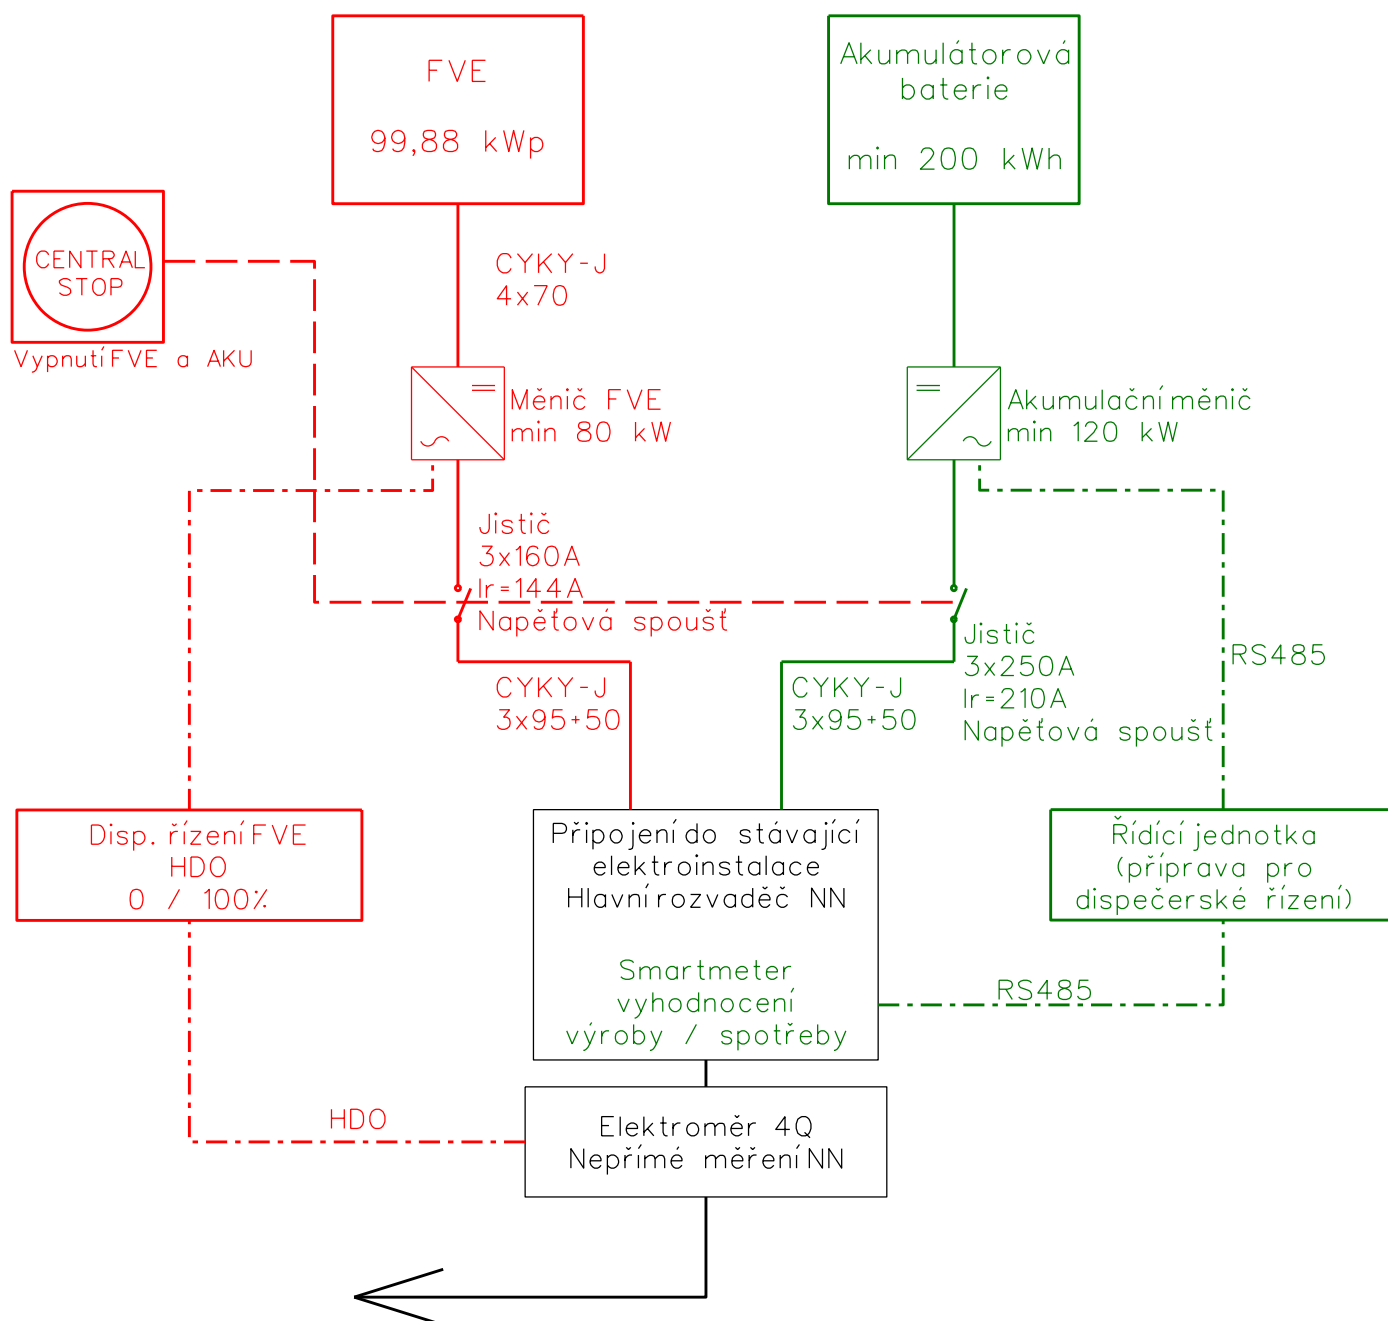 FVE
99,88 kWp
Akumulátorová
baterie
min 200 kWh
CENTRAL
STOP
Vypnutí FVE a AKU
CYKY-J
4x70
Měnič FVE
min 80 kW
Akumulační měnič
min 120 kW
Jistič
3x160A
Ir=144A
Napěťová spoušť
Jistič
3x250A
Ir=210A
Napěťová spoušť
RS485
CYKY-J
3x95+50
CYKY-J
3x95+50
Disp. řízení FVE
HDO
0 / 100%
Připojení do stávající
elektroinstalace
Hlavní rozvaděč NN
Smartmeter
vyhodnocení
výroby / spotřeby
Řídící jednotka
(příprava pro
dispečerské řízení)
RS485
HDO
Elektroměr 4Q
Nepřímé měření NN